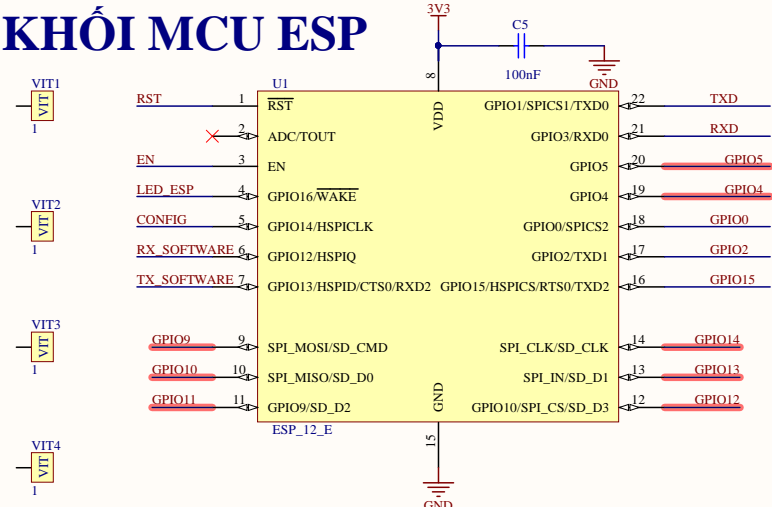 KHỐI MCU ESP
3V3
C5
100nF
GND
VIT1
VIT
1
VIT2
VIT
1
VIT3
VIT
1
VIT4
VIT
1
U1
8
VDD
RST 1 RST
2 ADC/TOUT
EN 3 EN
LED_ESP 4 GPIO16/WAKE
CONFIG 5 GPIO14/HSPICLK
RX_SOFTWARE 6 GPIO12/HSPIQ
TX_SOFTWARE 7 GPIO13/HSPID/CTS0/RXD2
GPIO9 9 SPI_MOSI/SD_CMD
GPIO10 10 SPI_MISO/SD_D0
GPIO11 11 GPIO9/SD_D2
GPIO1/SPICS1/TXD0 22 TXD
GPIO3/RXD0 21 RXD
GPIO5 20 GPIO5
GPIO4 19 GPIO4
GPIO0/SPICS2 18 GPIO0
GPIO2/TXD1 17 GPIO2
GPIO15/HSPICS/RTS0/TXD2 16 GPIO15
SPI_CLK/SD_CLK 14 GPIO14
SPI_IN/SD_D1 13 GPIO13
GPIO10/SPI_CS/SD_D3 12 GPIO12
GND
ESP_12_E
15
GND